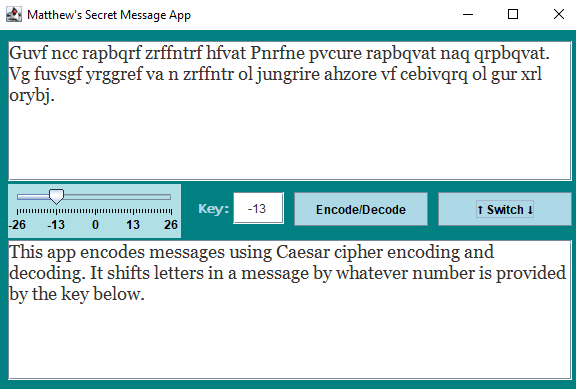 Matthew's Secret Message App
Guvf ncc rapbqrf zrffntrf hfvat Pnrfne pvcure rapbqvat naq qrpbqvat.
Vg fuvsgf yrggref va n zrffntr ol jungrire ahzore vf cebivqrq ol gur xrl
orybj.
-26 -13 0 13 26
Key: -13
Encode/Decode
↑ Switch ↓
This app encodes messages using Caesar cipher encoding and
decoding. It shifts letters in a message by whatever number is provided
by the key below.